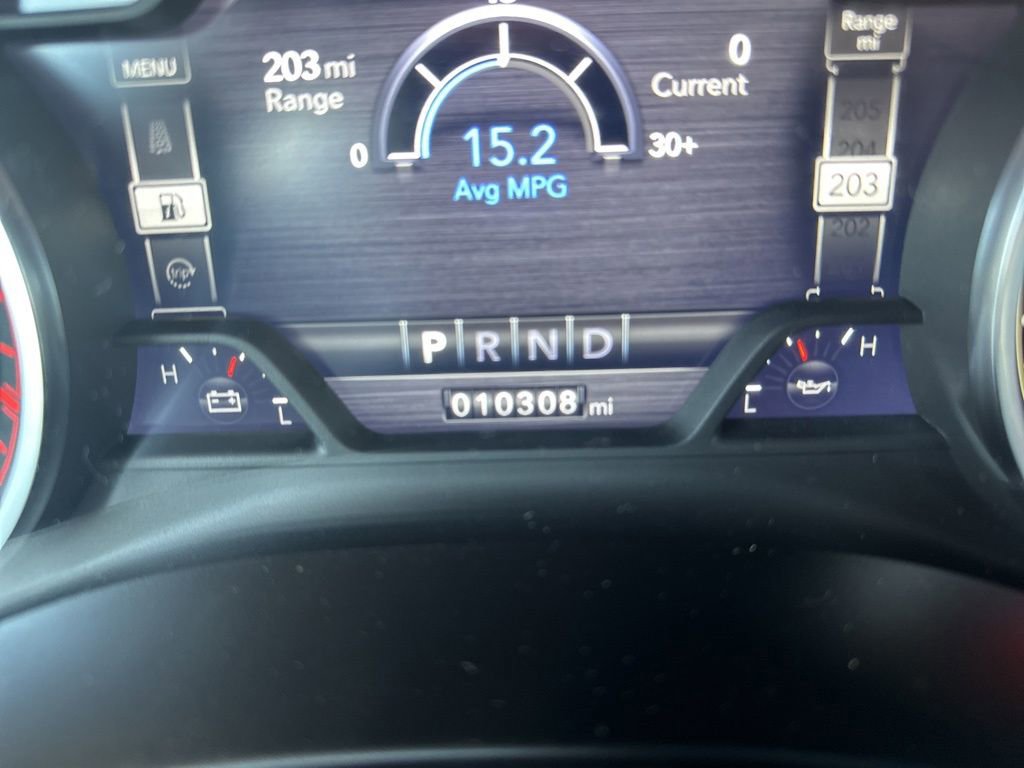 MENU
203 mi
Range
0
15.2
Avg MPG
30+
0
Current
Range
mi
205
204
203
202
trip
P R N D
H
L
010308 mi
L
H